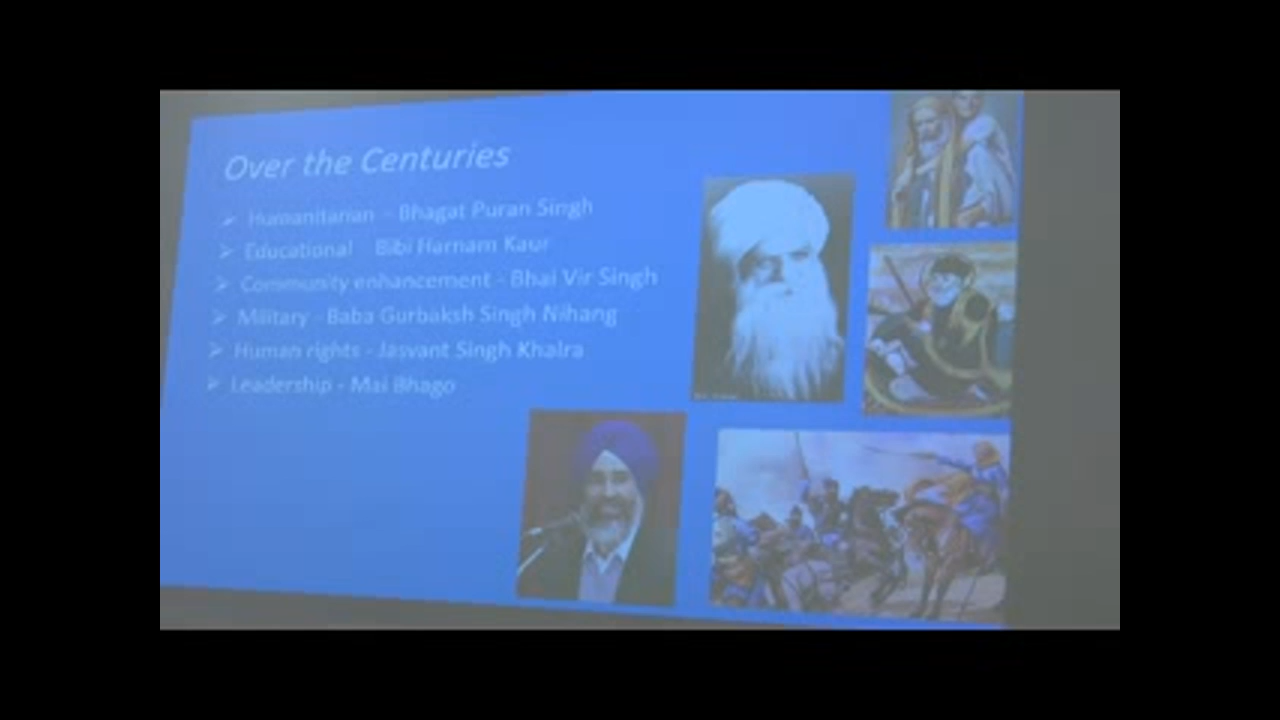 Over the Centuries
➢ Humanitarian - Bhagat Puran Singh
➢ Educational Bibi Harnam Kaur
➢ Community enhancement - Bhai Vir Singh
➢ Military - Baba Gurbaksh Singh Nihang
➢ Human rights - Jasvant Singh Khalra
➢ Leadership - Mai Bhago